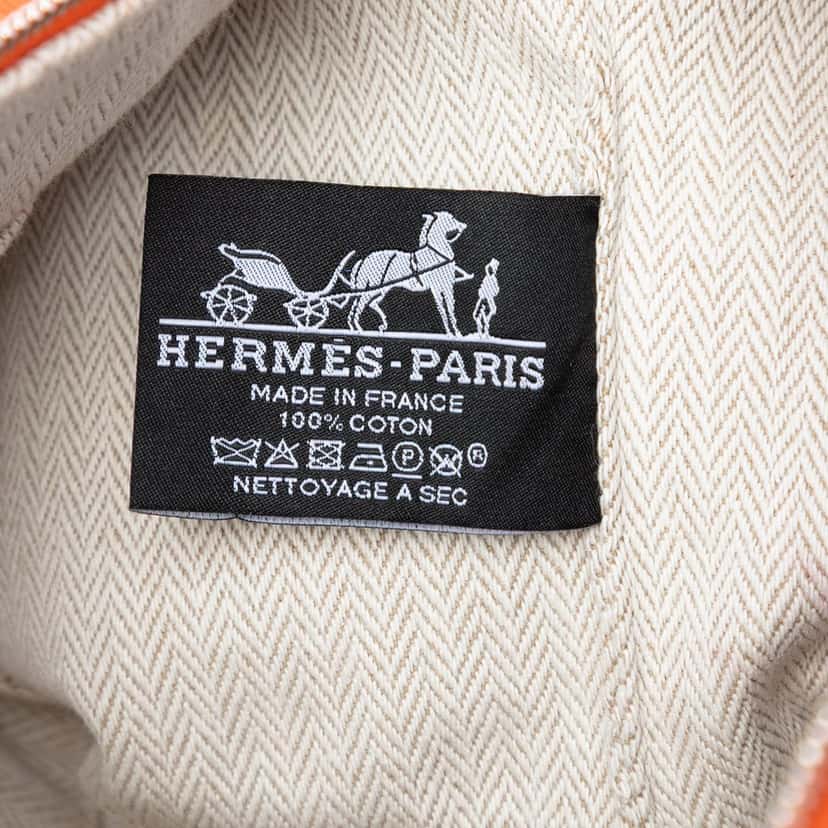 HERMÈS-PARIS
MADE IN FRANCE
100% COTON
P ®
NETTOYAGE A SEC